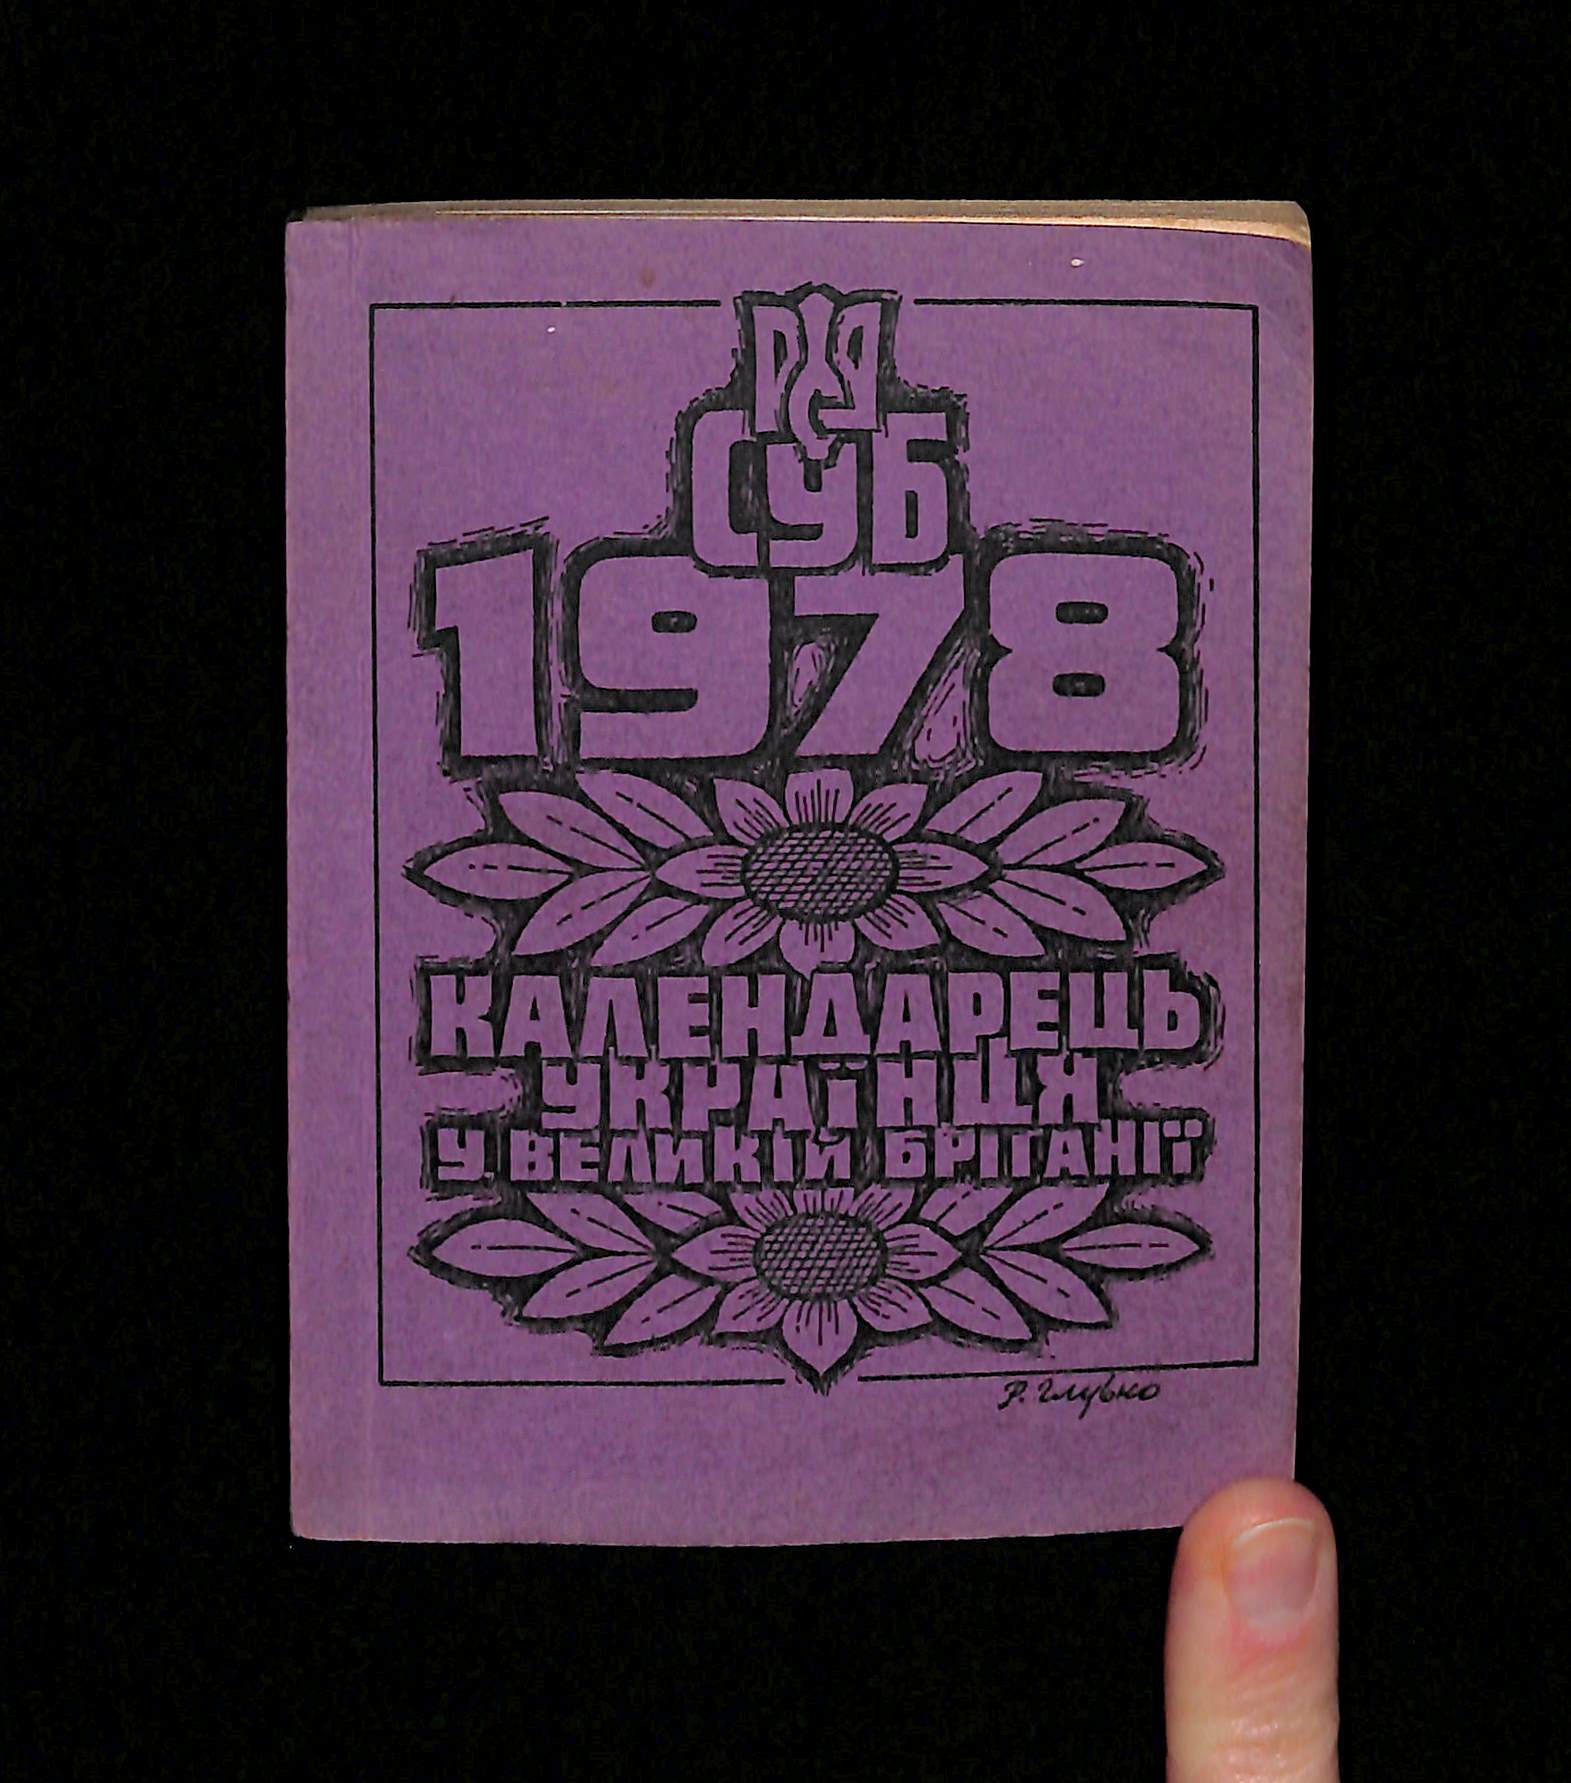 СУБ
1978
КАЛЕНДАРЕЦЬ
УКРАЇНЦЯ
У ВЕЛИКІЙ БРІТАНІЇ
Р. Глувко